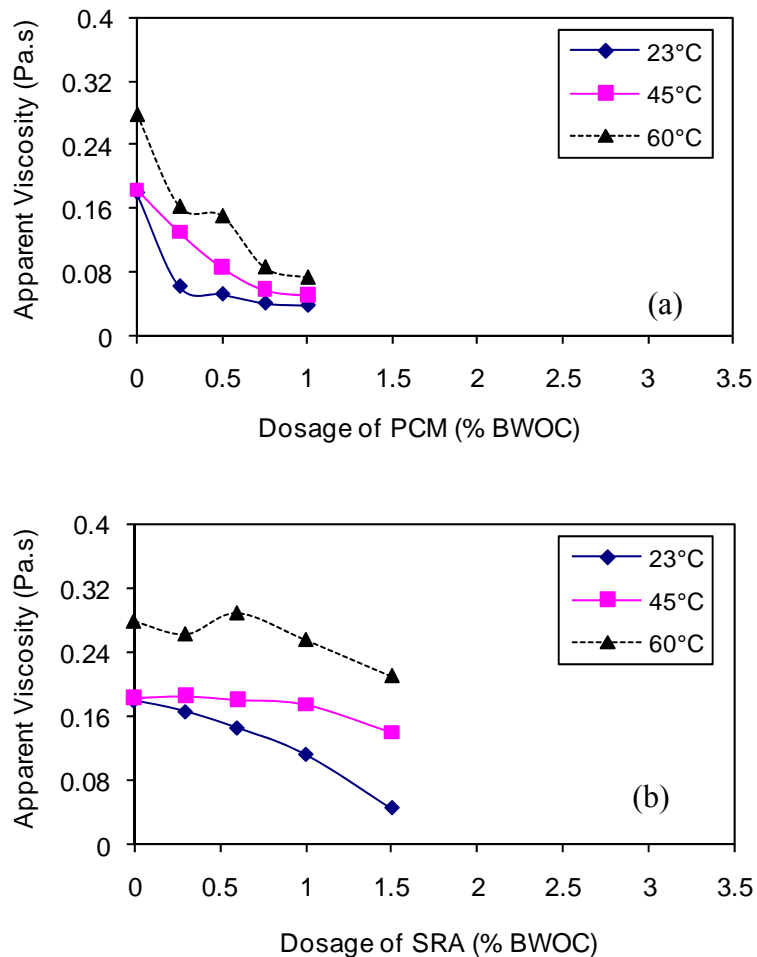 0.4
0.32
0.24
0.16
0.08
0
Apparent Viscosity (Pa.s)
23°C
45°C
60°C
(a)
0 0.5 1 1.5 2 2.5 3 3.5
Dosage of PCM (% BWOC)
0.4
0.32
0.24
0.16
0.08
0
Apparent Viscosity (Pa.s)
23°C
45°C
60°C
(b)
0 0.5 1 1.5 2 2.5 3 3.5
Dosage of SRA (% BWOC)